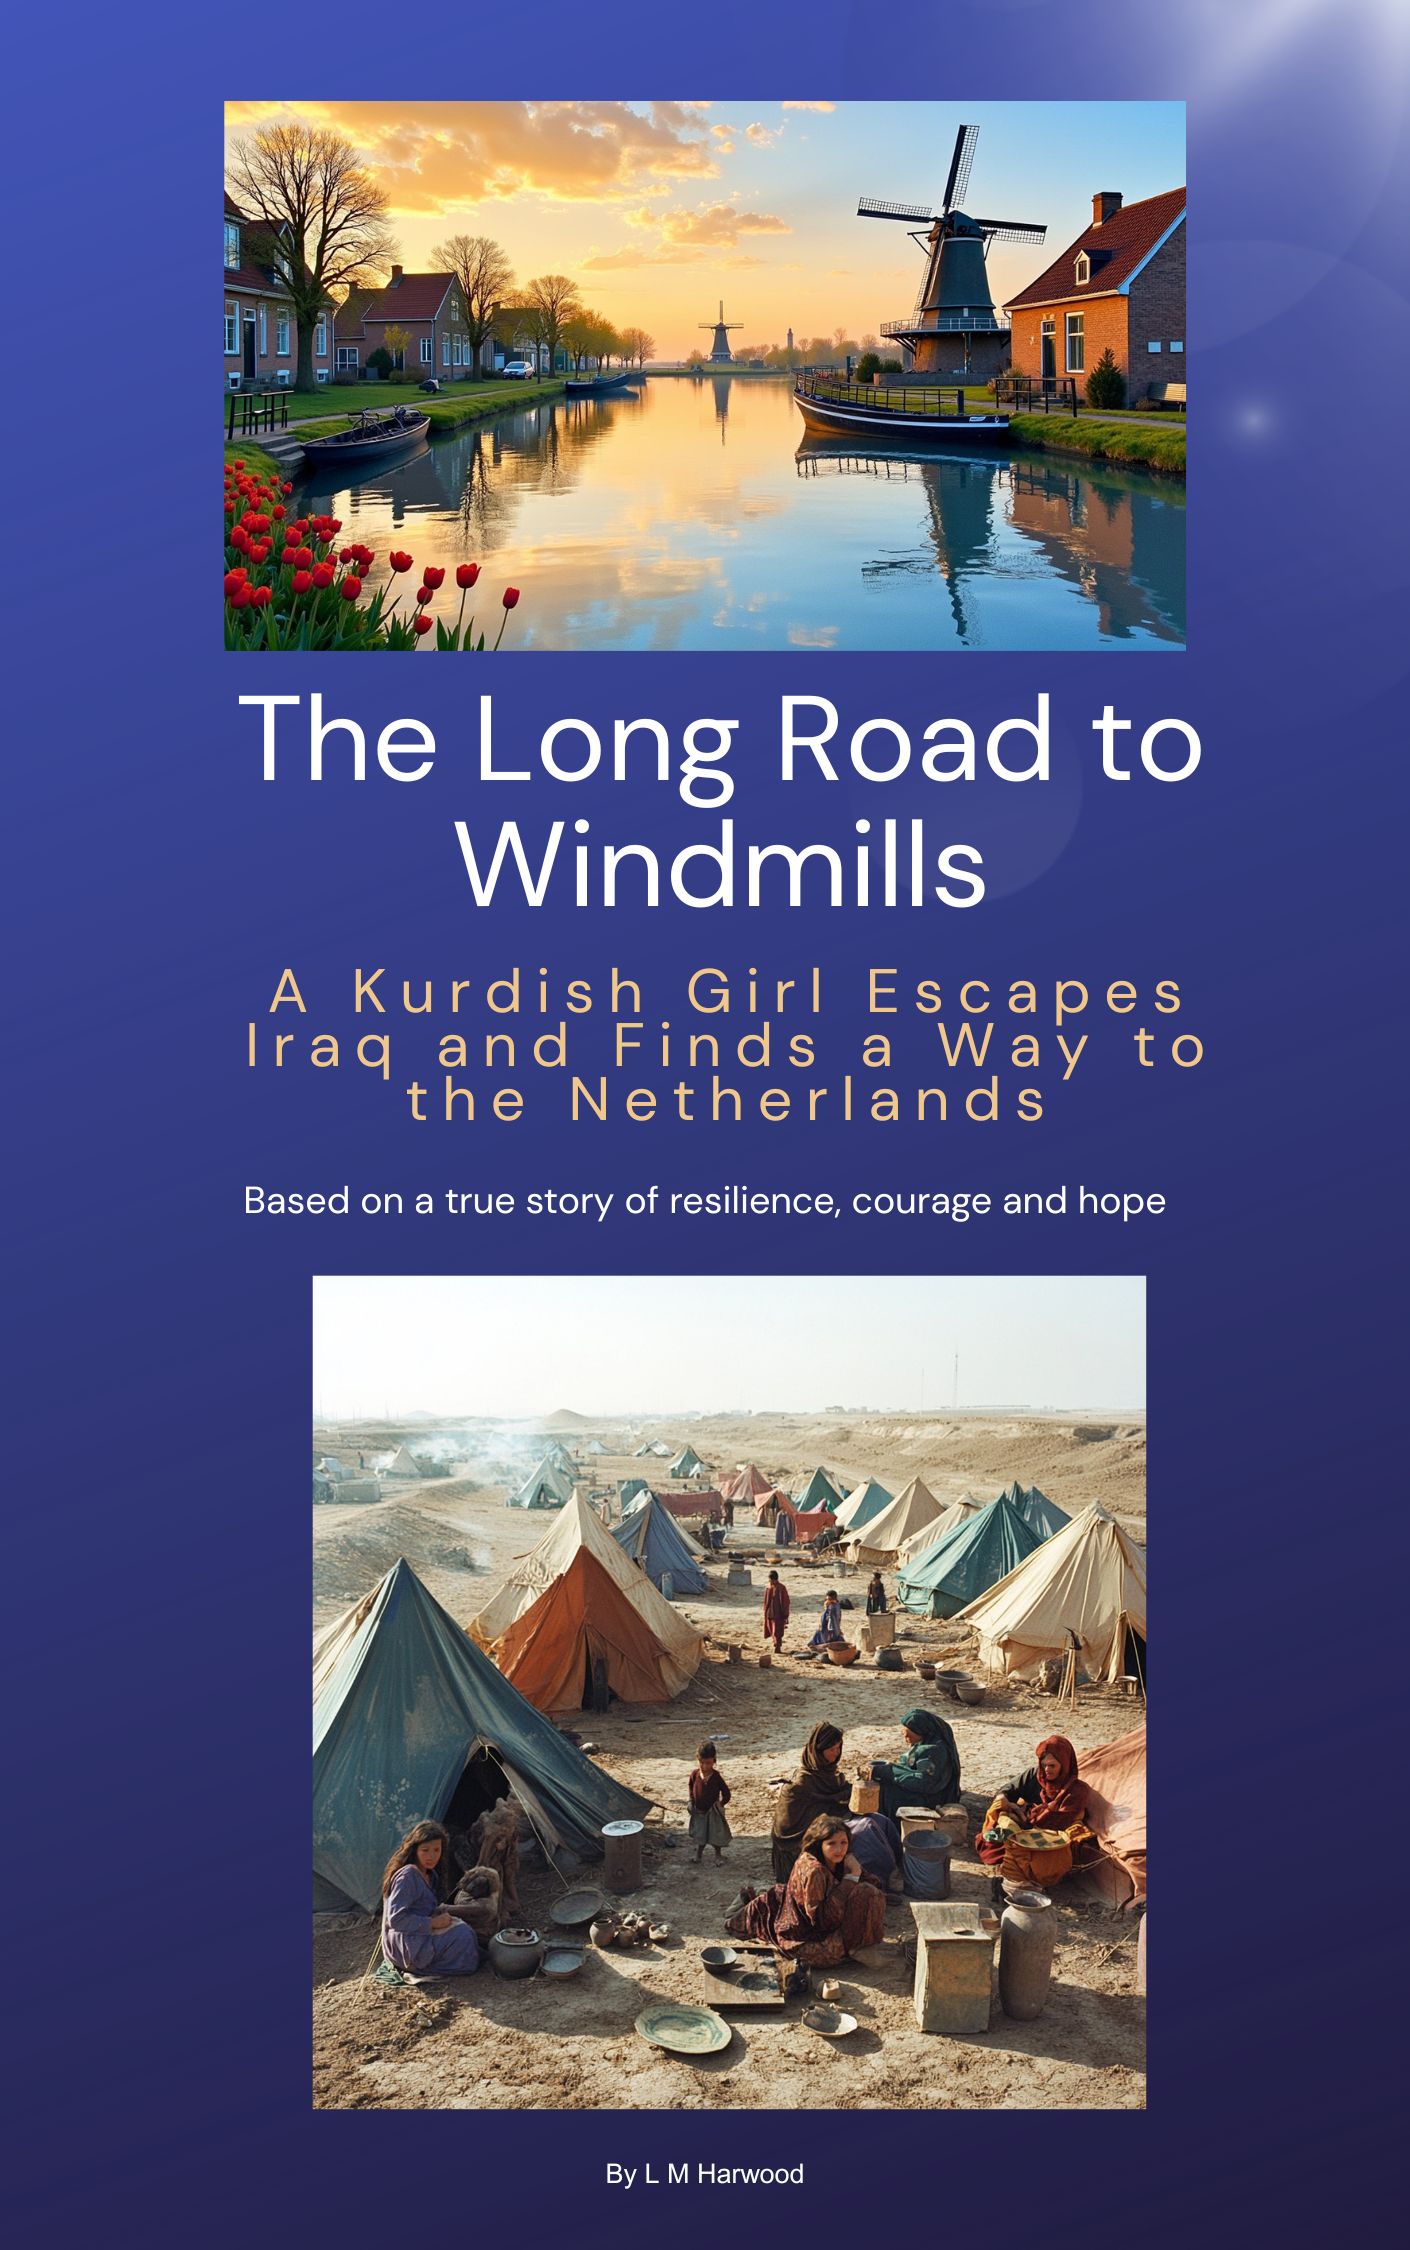 The Long Road to
Windmills
A Kurdish Girl Escapes
Iraq and Finds a Way to
the Netherlands
Based on a true story of resilience, courage and hope
By L M Harwood